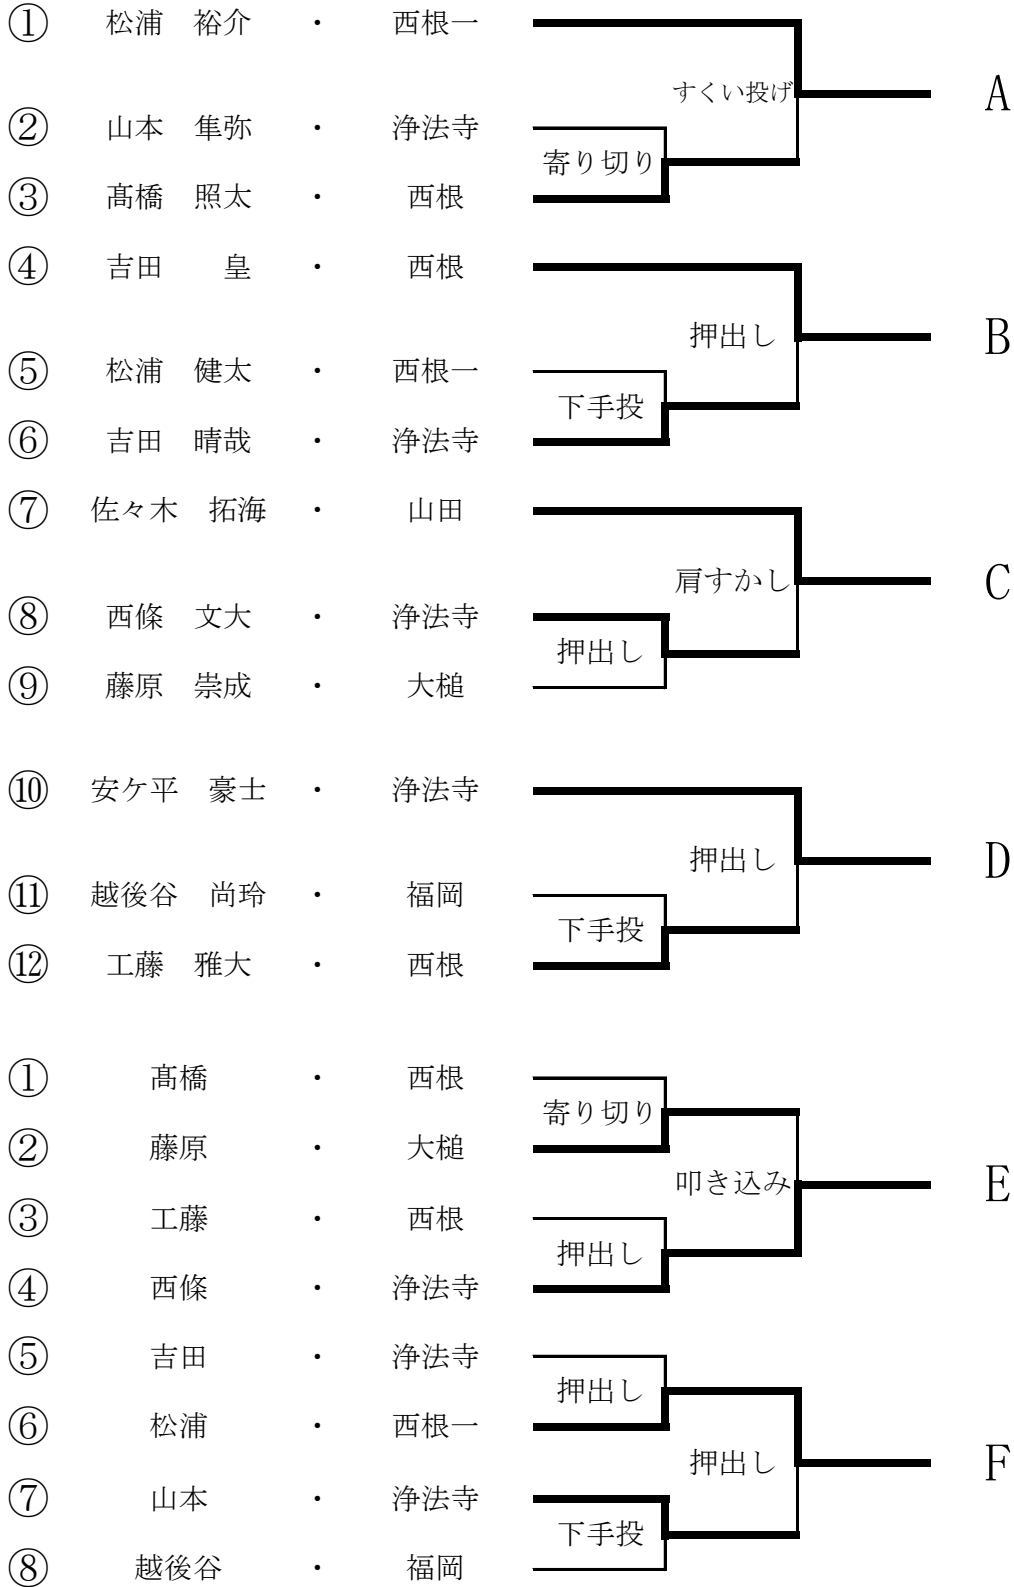 ① 松浦 裕介 ・ 西根一
すくい投げ A
② 山本 隼弥 ・ 浄法寺
寄り切り
③ 髙橋 照太 ・ 西根
④ 吉田 皇 ・ 西根
押出し B
⑤ 松浦 健太 ・ 西根一
下手投
⑥ 吉田 晴哉 ・ 浄法寺
⑦ 佐々木 拓海 ・ 山田
肩すかし C
⑧ 西條 文大 ・ 浄法寺
押出し
⑨ 藤原 崇成 ・ 大槌
⑩ 安ケ平 豪士 ・ 浄法寺
押出し D
⑪ 越後谷 尚玲 ・ 福岡
下手投
⑫ 工藤 雅大 ・ 西根
① 髙橋 ・ 西根
寄り切り
② 藤原 ・ 大槌
叩き込み E
③ 工藤 ・ 西根
押出し
④ 西條 ・ 浄法寺
⑤ 吉田 ・ 浄法寺
押出し
⑥ 松浦 ・ 西根一
押出し F
⑦ 山本 ・ 浄法寺
下手投
⑧ 越後谷 ・ 福岡